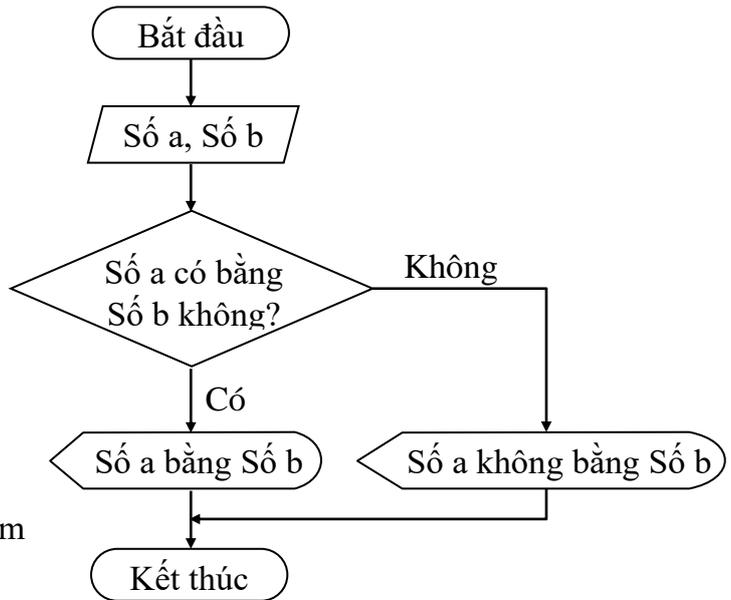 Bắt đầu
Số a, Số b
Số a có bằng
Số b không?
Không
Có
Số a bằng Số b
Số a không bằng Số b
m
Kết thúc